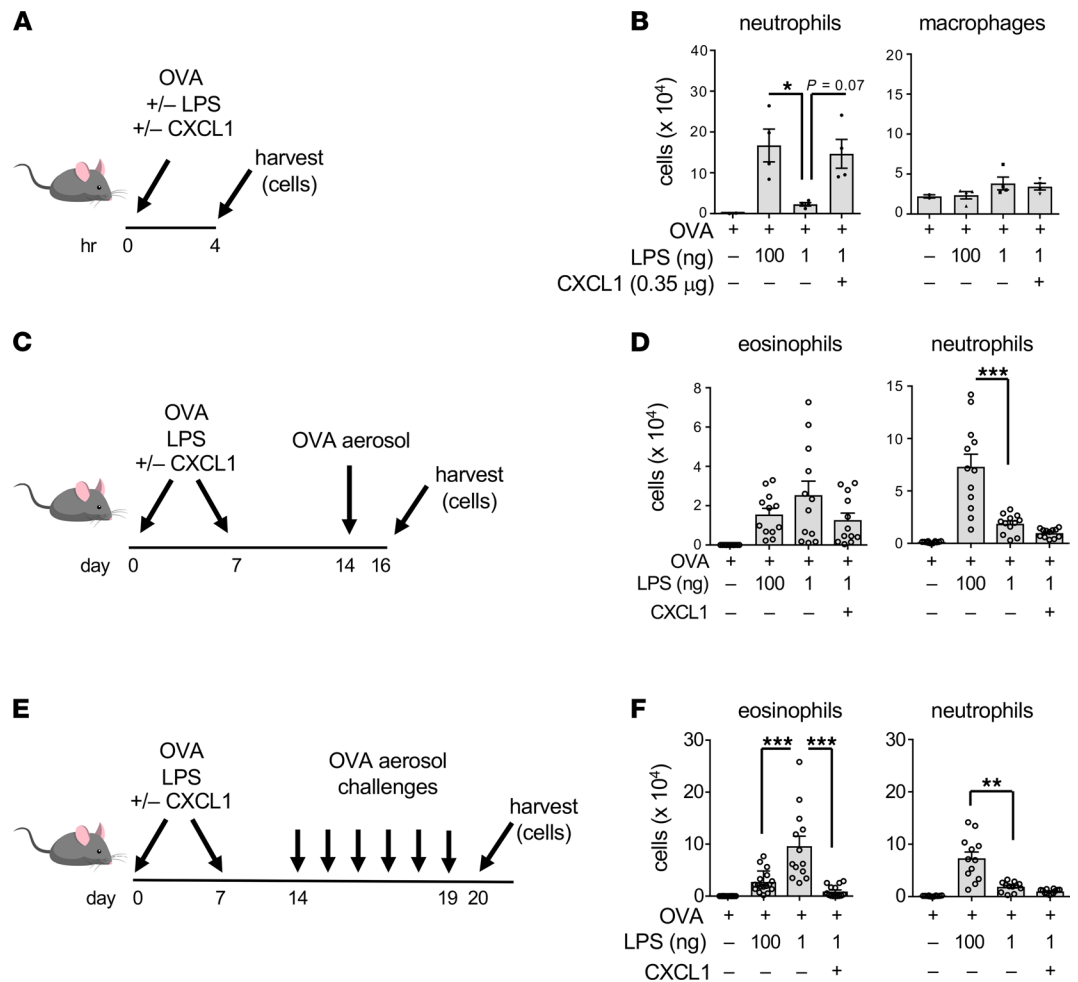 A
OVA
+/– LPS
+/– CXCL1
harvest
(cells)
hr 0 4
B
neutrophils macrophages
cells (x 10⁴)
40
30
20
10
0
* P = 0.07
20
15
10
5
0
OVA + + + + + + + +
LPS (ng) – 100 1 1 – 100 1 1
CXCL1 (0.35 µg) – – – + – – – +
C
OVA
LPS
+/– CXCL1
OVA aerosol
harvest
(cells)
day 0 7 14 16
D
eosinophils neutrophils
cells (x 10⁴)
8
6
4
2
0
***
15
10
5
0
OVA + + + + + + + +
LPS (ng) – 100 1 1 – 100 1 1
CXCL1 – – – + – – – +
E
OVA
LPS
+/– CXCL1
OVA aerosol
challenges
harvest
(cells)
day 0 7 14 19 20
F
eosinophils neutrophils
cells (x 10⁴)
30
20
10
0
*** ***
30
20
10
0
**
OVA + + + + + + + +
LPS (ng) – 100 1 1 – 100 1 1
CXCL1 – – – + – – – +